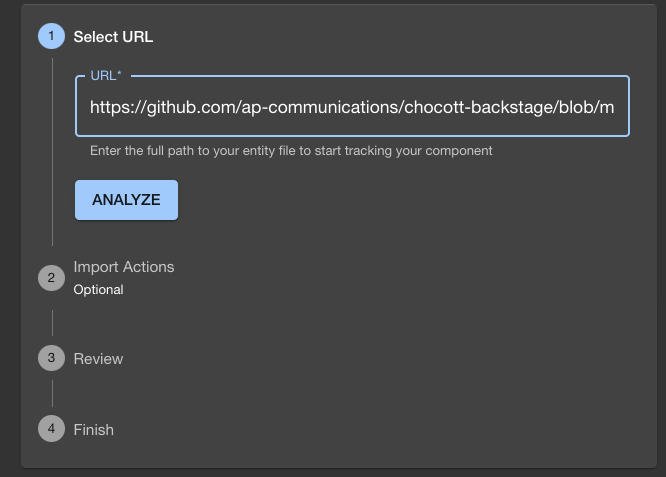 1 Select URL
URL*
https://github.com/ap-communications/chocott-backstage/blob/m
Enter the full path to your entity file to start tracking your component
ANALYZE
2 Import Actions
Optional
3 Review
4 Finish